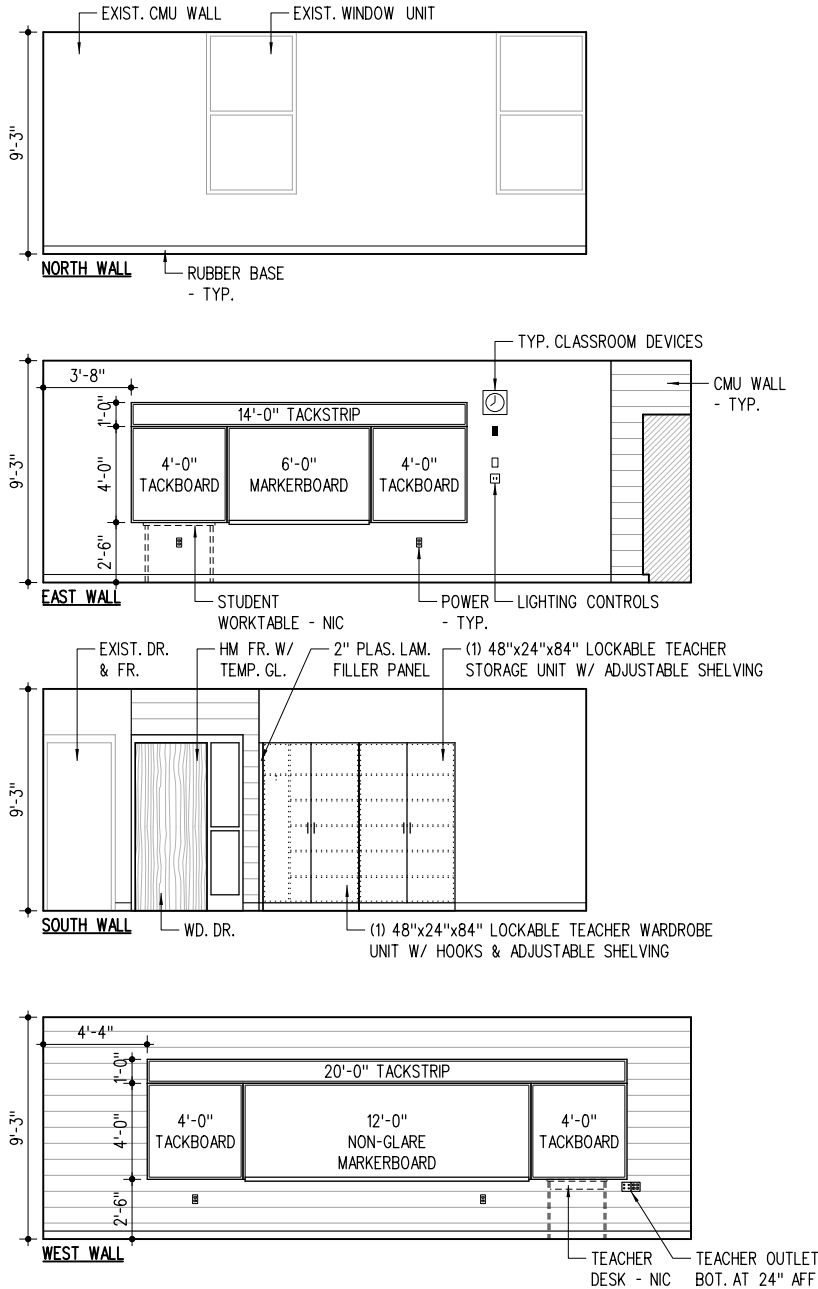 EXIST. CMU WALL
EXIST. WINDOW UNIT
9'-3"
NORTH WALL
RUBBER BASE
- TYP.
TYP. CLASSROOM DEVICES
3'-8"
CMU WALL
- TYP.
1'-0"
14'-0" TACKSTRIP
9'-3"
4'-0"
4'-0"
TACKBOARD
6'-0"
MARKERBOARD
4'-0"
TACKBOARD
2'-6"
EAST WALL
STUDENT
WORKTABLE - NIC
POWER
- TYP.
LIGHTING CONTROLS
EXIST. DR.
& FR.
HM FR. W/
TEMP. GL.
2" PLAS. LAM.
FILLER PANEL
(1) 48"x24"x84" LOCKABLE TEACHER
STORAGE UNIT W/ ADJUSTABLE SHELVING
9'-3"
SOUTH WALL
WD. DR.
(1) 48"x24"x84" LOCKABLE TEACHER WARDROBE
UNIT W/ HOOKS & ADJUSTABLE SHELVING
4'-4"
1'-0"
20'-0" TACKSTRIP
9'-3"
4'-0"
4'-0"
TACKBOARD
12'-0"
NON-GLARE
MARKERBOARD
4'-0"
TACKBOARD
2'-6"
WEST WALL
TEACHER
DESK - NIC
TEACHER OUTLET
BOT. AT 24" AFF